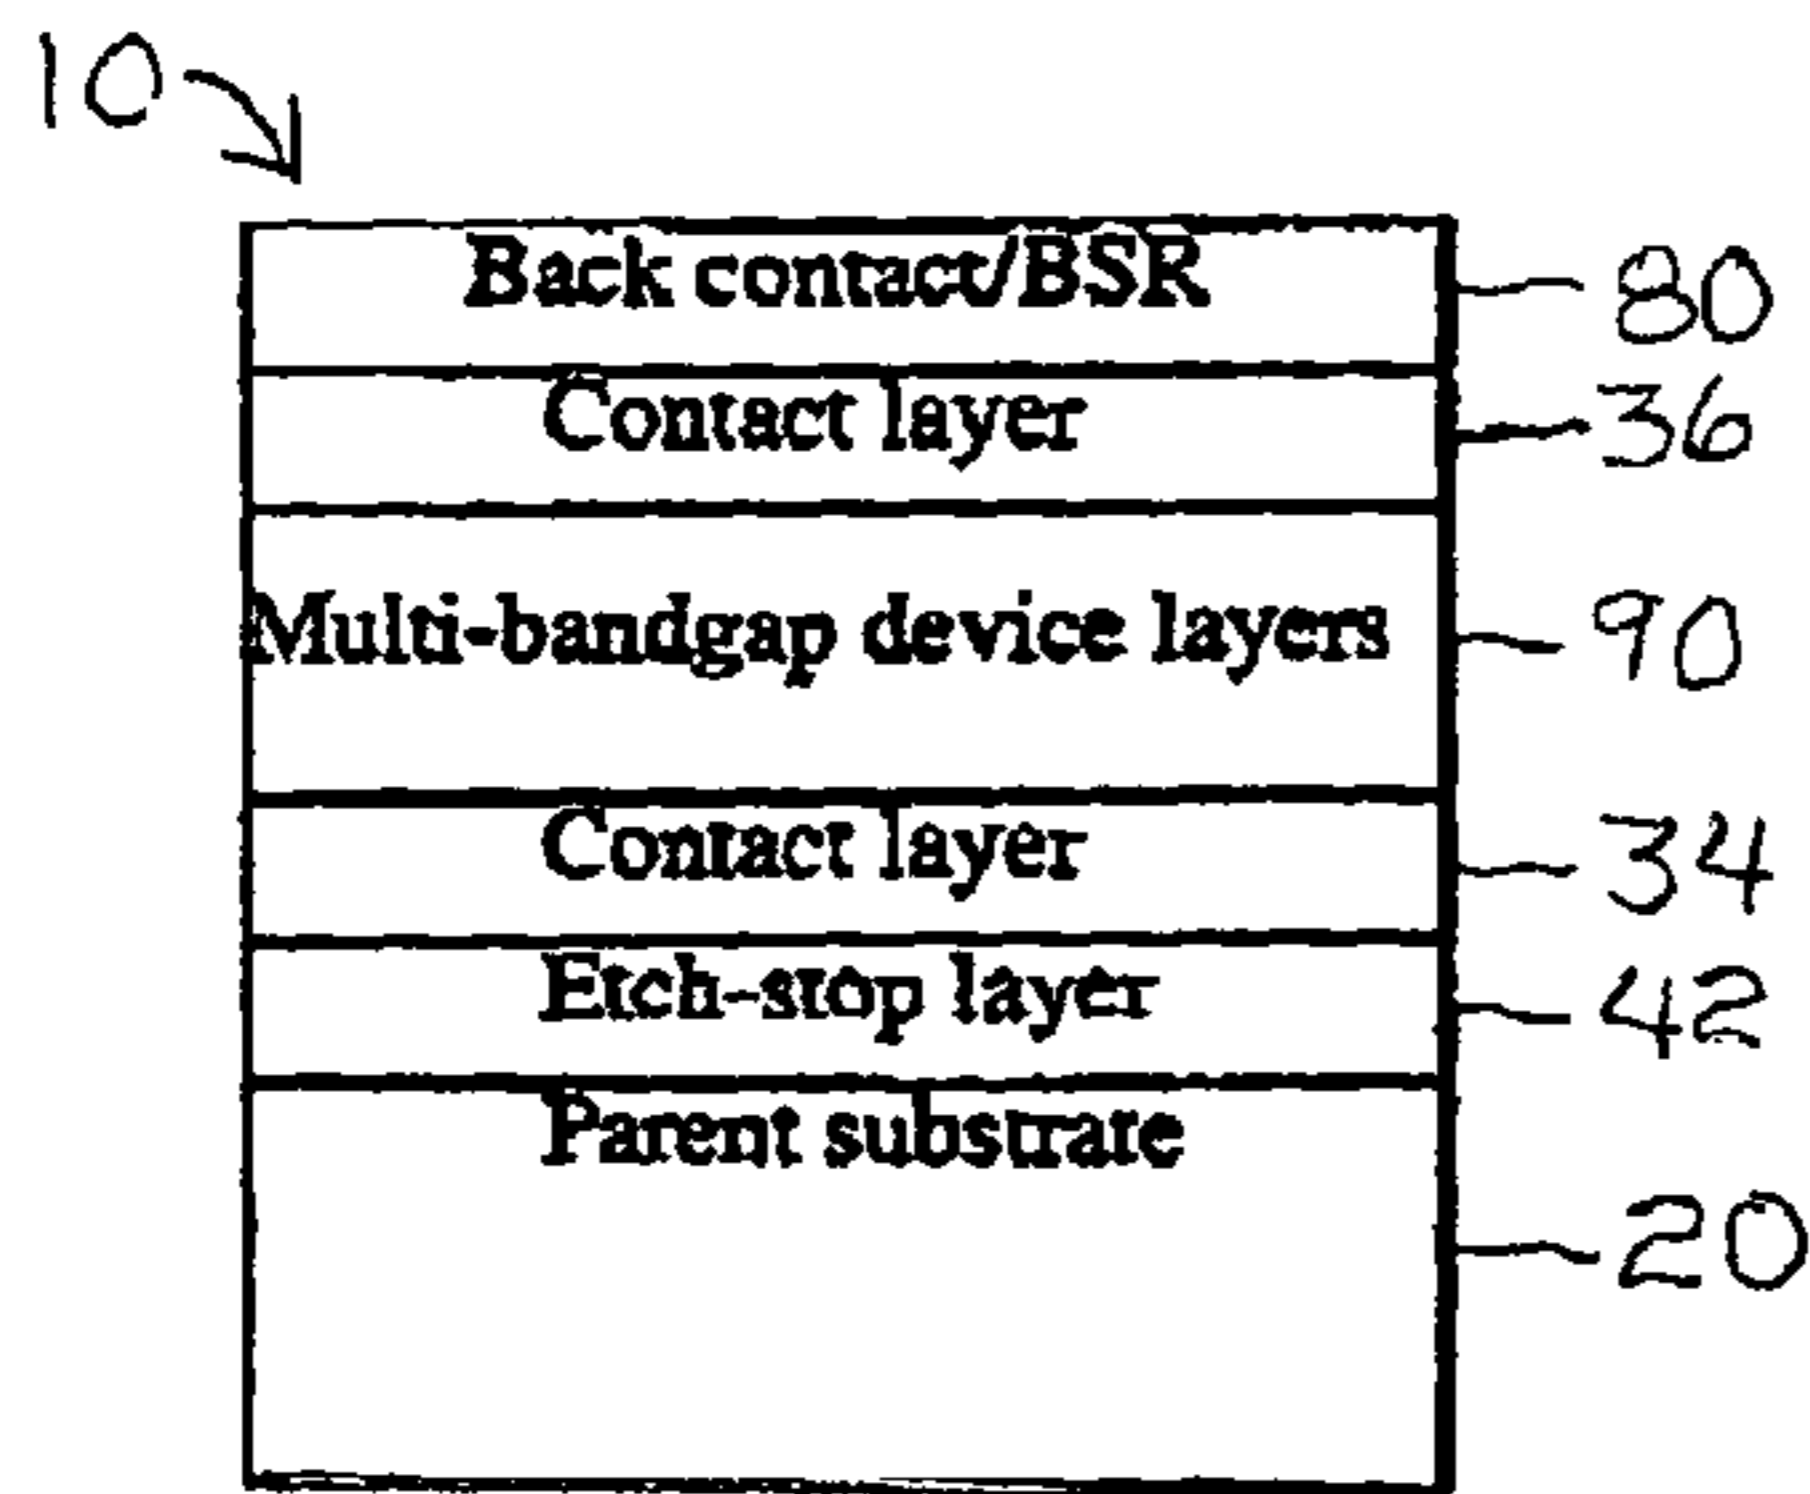 10
Back contact/BSR 80
Contact layer 36
Multi-bandgap device layers 90
Contact layer 34
Etch-stop layer 42
Parent substrate
20